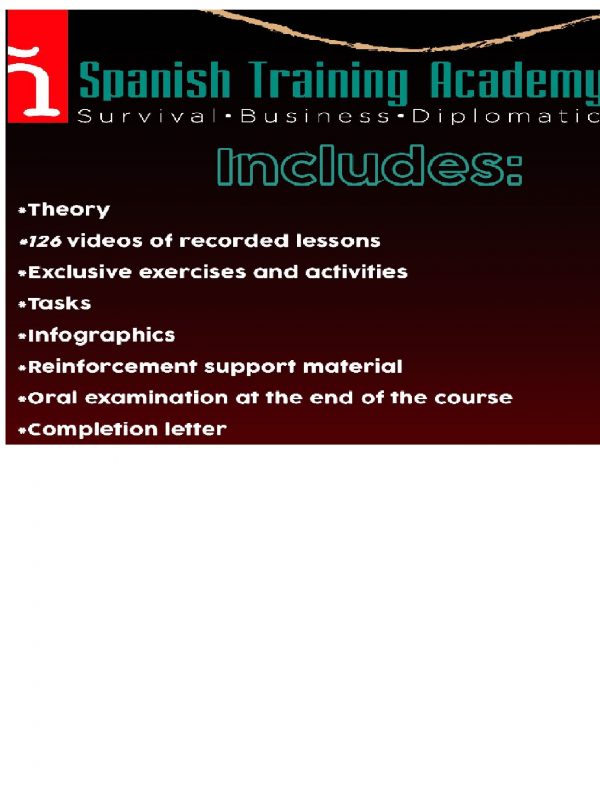 ñ
Spanish Training Academy
Survival•Business•Diplomatic
Includes:
*Theory
*126 videos of recorded lessons
*Exclusive exercises and activities
*Tasks
*Infographics
*Reinforcement support material
*Oral examination at the end of the course
*Completion letter